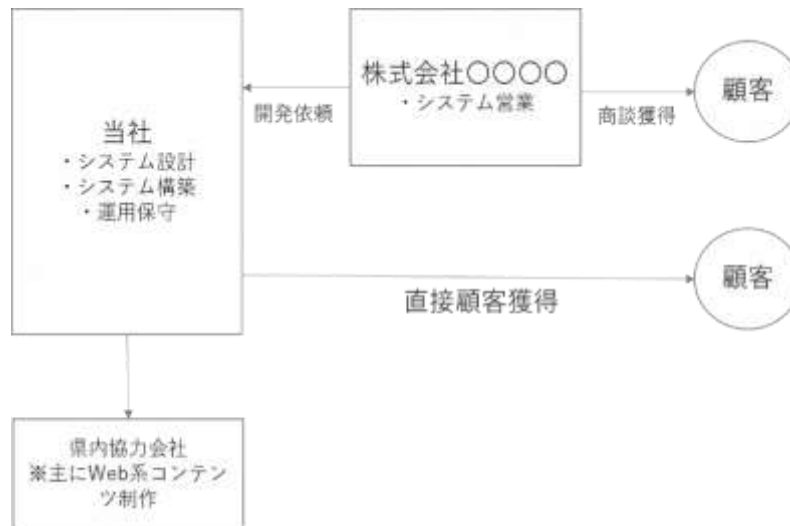 株式会社〇〇〇〇
・システム営業
顧客
開発依頼
商談獲得
当社
・システム設計
・システム構築
・運用保守
顧客
直接顧客獲得
県内協力会社
※主にWeb系コンテン
ツ制作